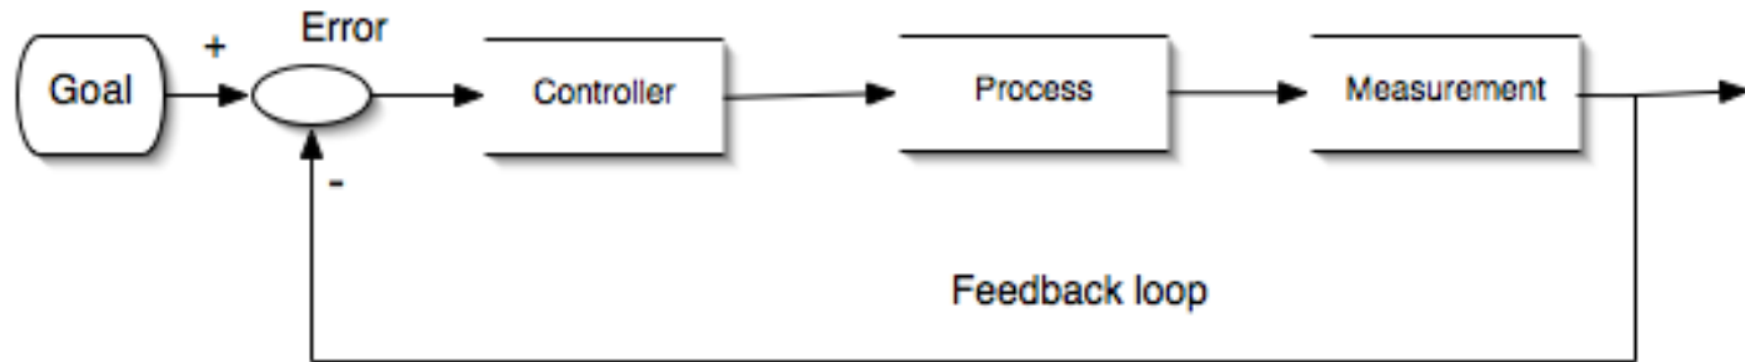 Error
+
Goal
Controller
Process
Measurement
-
Feedback loop